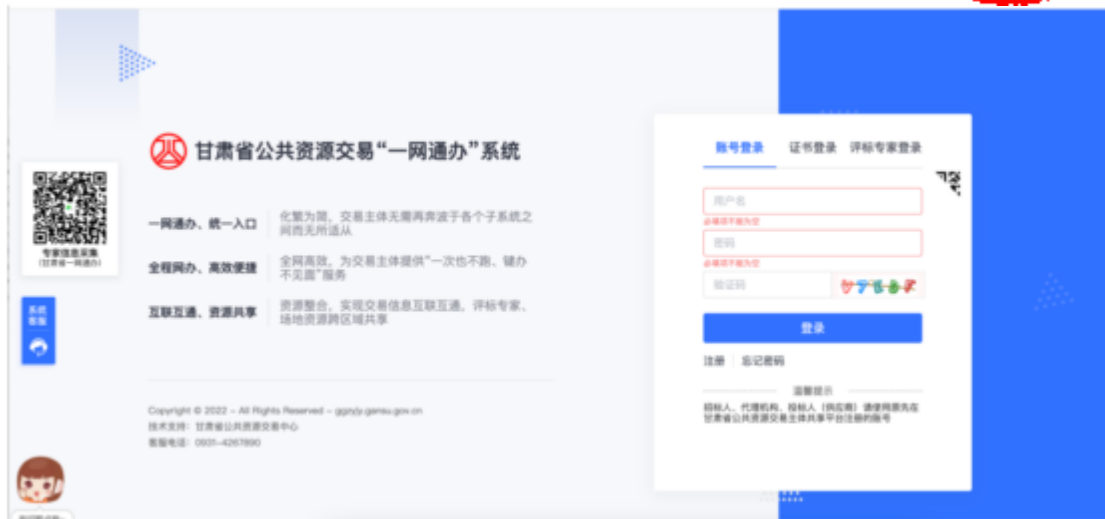 甘肃省公共资源交易“一网通办”系统
专家信息采集
(甘肃省一网通办)
系统
客服
一网通办、统一入口
化繁为简，交易主体无需再奔波于各个子系统之
间而无所适从
全程网办、高效便捷
全网高效，为交易主体提供“一次也不跑、键办
不见面”服务
互联互通、资源共享
资源整合，实现交易信息互联互通，评标专家、
场地资源跨区域共享
Copyright © 2022 - All Rights Reserved - ggzyjy.gansu.gov.cn
技术支持：甘肃省公共资源交易中心
客服电话：0931-4267890
账号登录 证书登录 评标专家登录
用户名
必填项不能为空
密码
必填项不能为空
验证码
登录
注册 忘记密码
温馨提示
招标人、代理机构、投标人（供应商）请使用原先在
甘肃省公共资源交易主体共享平台注册的账号